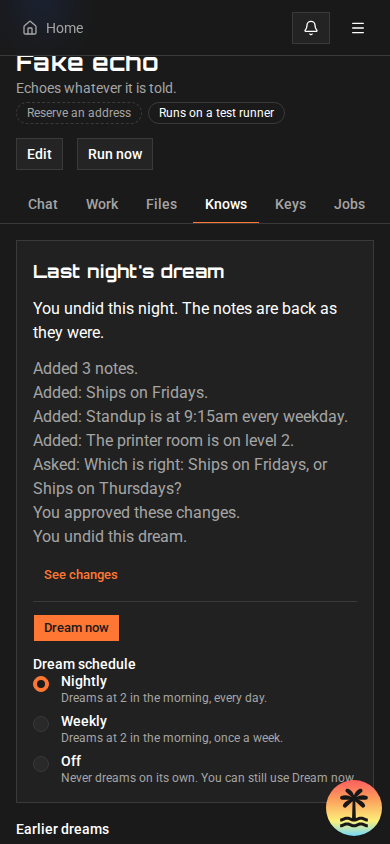 Home
Fake echo
Echoes whatever it is told.
Reserve an address
Runs on a test runner
Edit
Run now
Chat Work Files Knows Keys Jobs
Last night's dream
You undid this night. The notes are back as
they were.
Added 3 notes.
Added: Ships on Fridays.
Added: Standup is at 9:15am every weekday.
Added: The printer room is on level 2.
Asked: Which is right: Ships on Fridays, or
Ships on Thursdays?
You approved these changes.
You undid this dream.
See changes
Dream now
Dream schedule
Nightly
Dreams at 2 in the morning, every day.
Weekly
Dreams at 2 in the morning, once a week.
Off
Never dreams on its own. You can still use Dream now
Earlier dreams